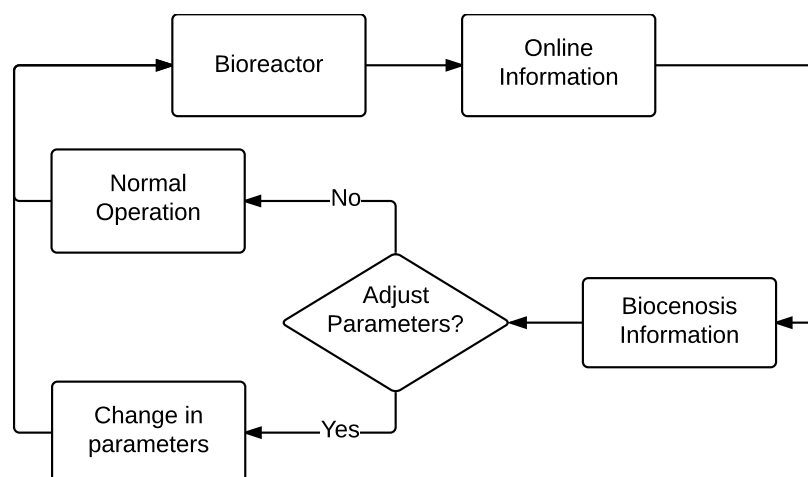 Bioreactor
Online
Information
Normal
Operation
No
Adjust
Parameters?
Biocenosis
Information
Change in
parameters
Yes